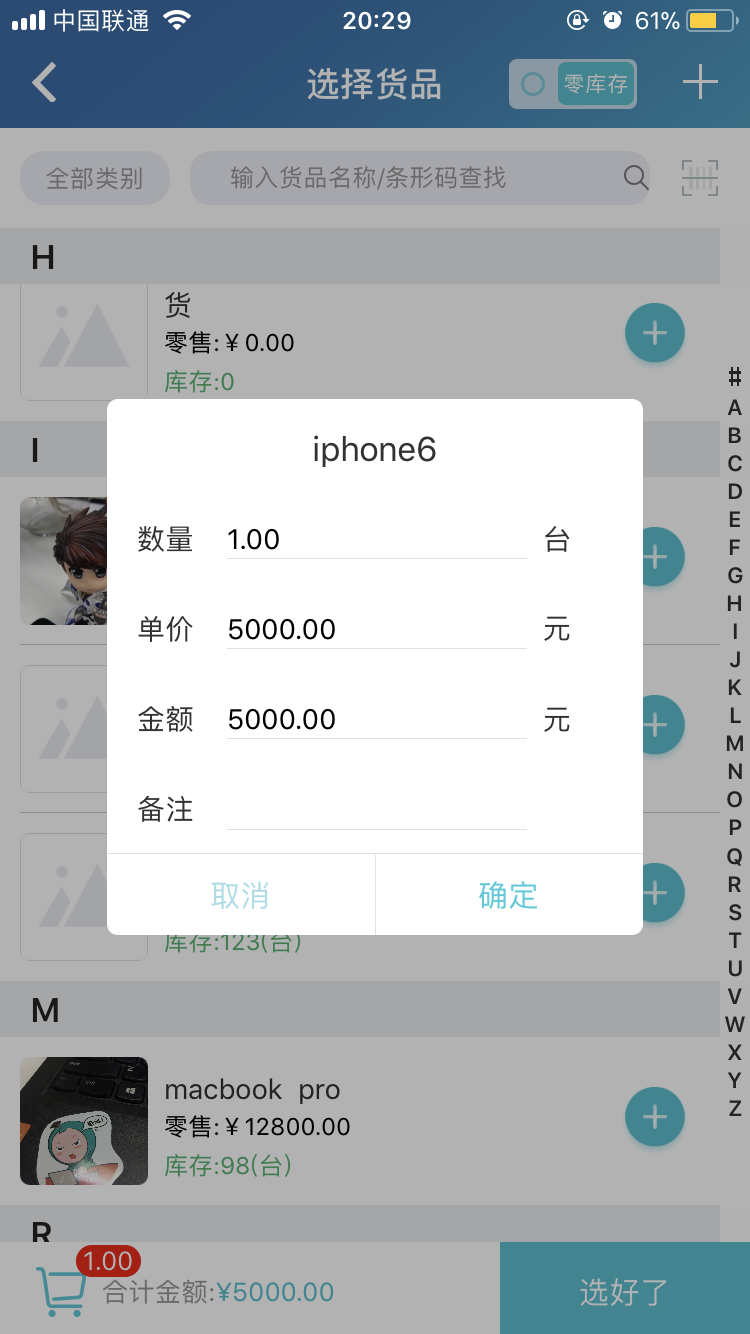 中国联通 20:29 61%
选择货品 零库存
全部类别 输入货品名称/条形码查找
H
货
零售:¥0.00
库存:0
I
iphone6
数量 1.00 台
单价 5000.00 元
金额 5000.00 元
备注
取消 确定
库存:123(台)
M
macbook pro
零售:¥12800.00
库存:98(台)
R
#
A
B
C
D
E
F
G
H
I
J
K
L
M
N
O
P
Q
R
S
T
U
V
W
X
Y
Z
1.00
合计金额:¥5000.00 选好了